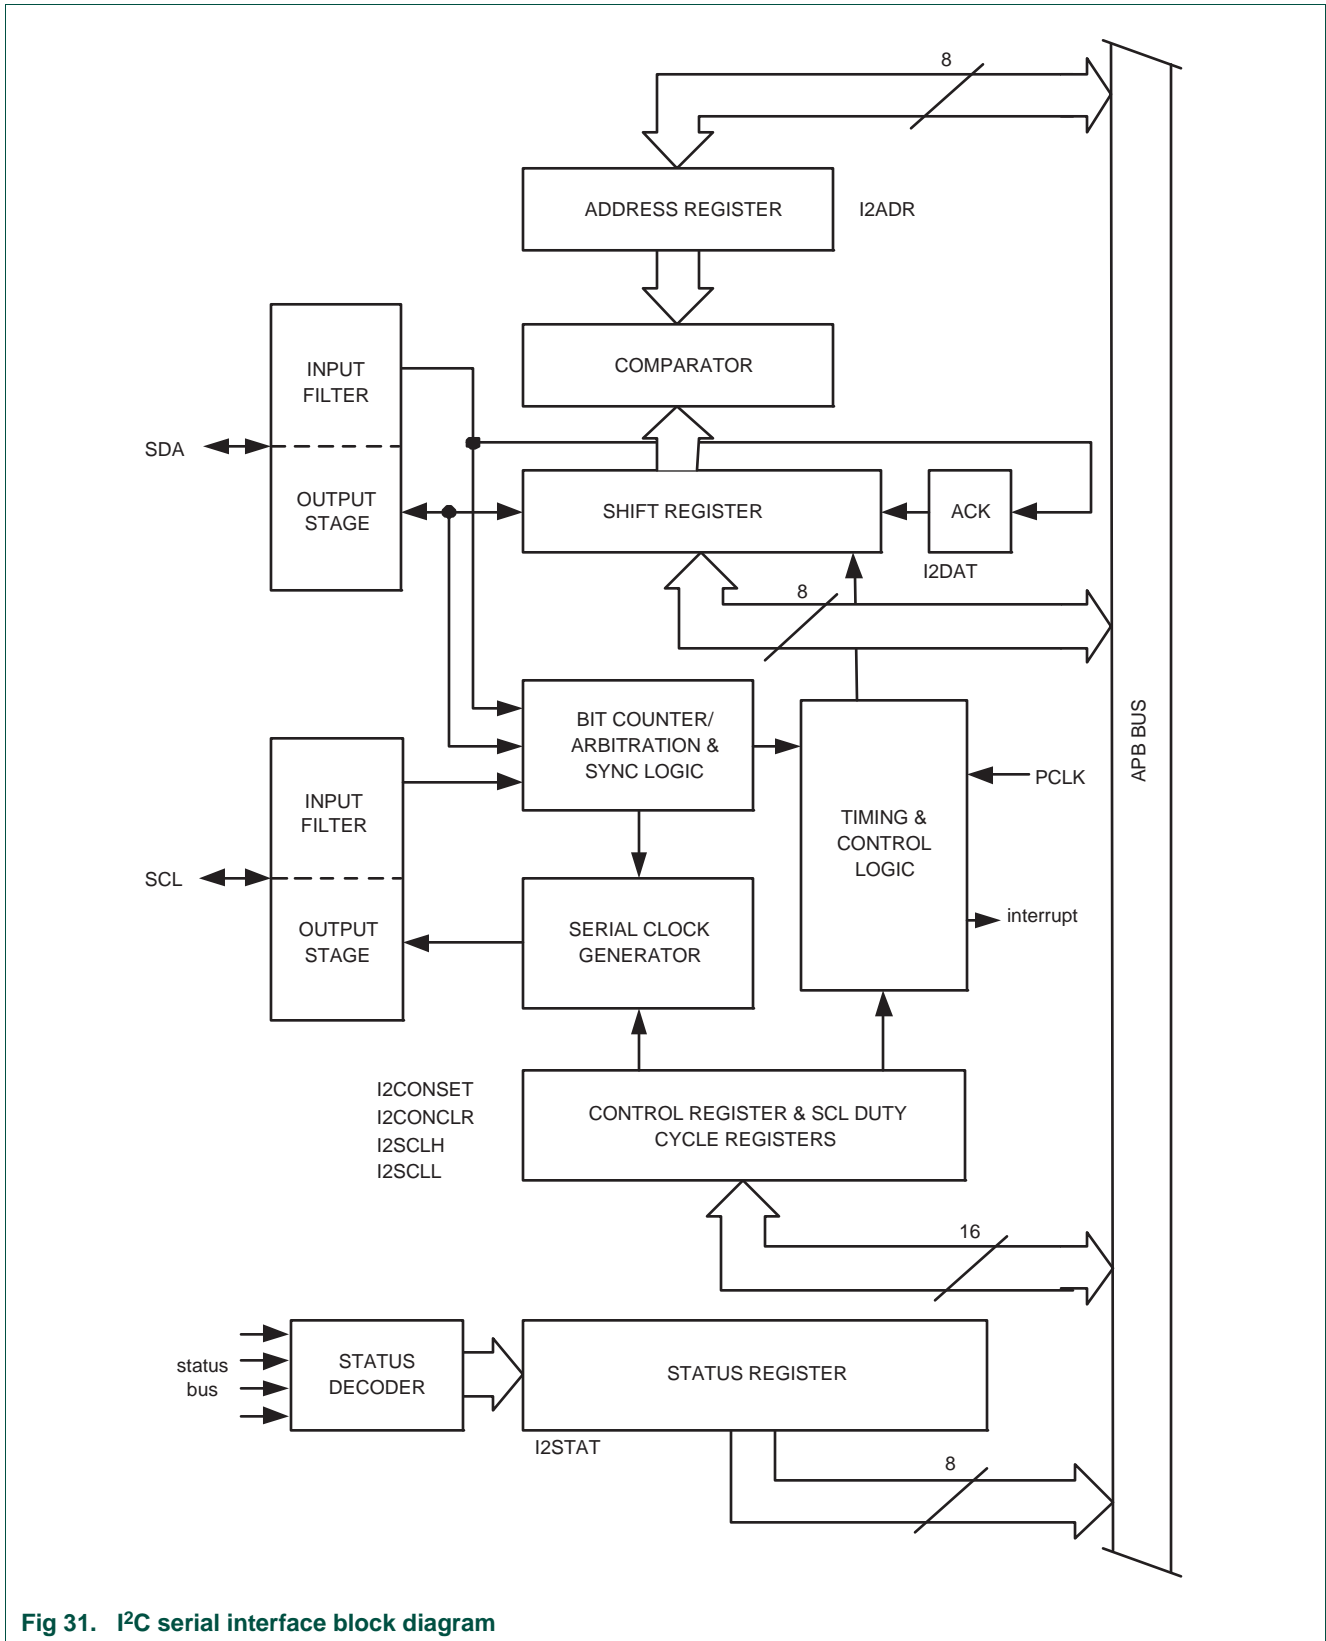 8
ADDRESS REGISTER
I2ADR
COMPARATOR
INPUT
FILTER
SDA
OUTPUT
STAGE
SHIFT REGISTER
ACK
I2DAT
8
BIT COUNTER/
ARBITRATION &
SYNC LOGIC
APB BUS
PCLK
INPUT
FILTER
TIMING &
CONTROL
LOGIC
SCL
OUTPUT
STAGE
SERIAL CLOCK
GENERATOR
interrupt
I2CONSET
I2CONCLR
I2SCLH
I2SCLL
CONTROL REGISTER & SCL DUTY
CYCLE REGISTERS
16
status
bus
STATUS
DECODER
STATUS REGISTER
I2STAT
8
Fig 31. I²C serial interface block diagram